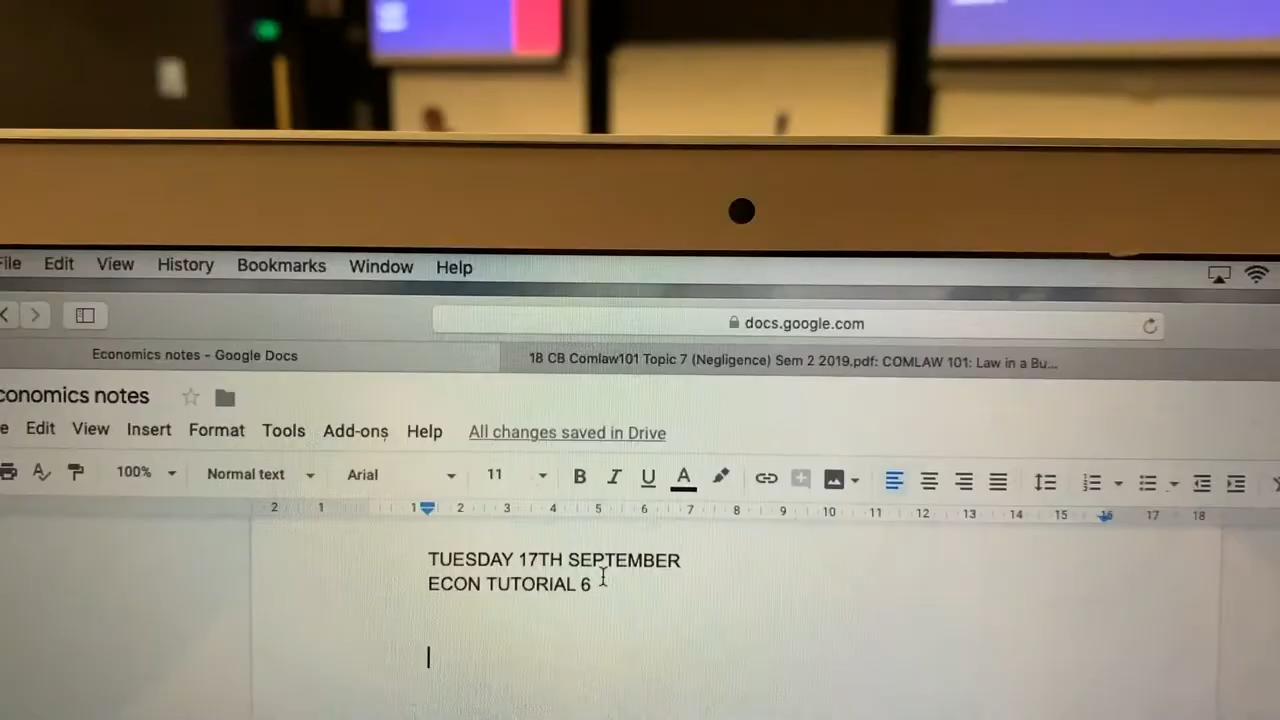 File Edit View History Bookmarks Window Help
docs.google.com
Economics notes - Google Docs
18 CB Comlaw101 Topic 7 (Negligence) Sem 2 2019.pdf: COMLAW 101: Law in a Bu...
conomics notes
e Edit View Insert Format Tools Add-ons Help All changes saved in Drive
100% Normal text Arial 11 B I U A
2 1 1 2 3 4 5 6 7 8 9 10 11 12 13 14 15 16 17 18
TUESDAY 17TH SEPTEMBER
ECON TUTORIAL 6